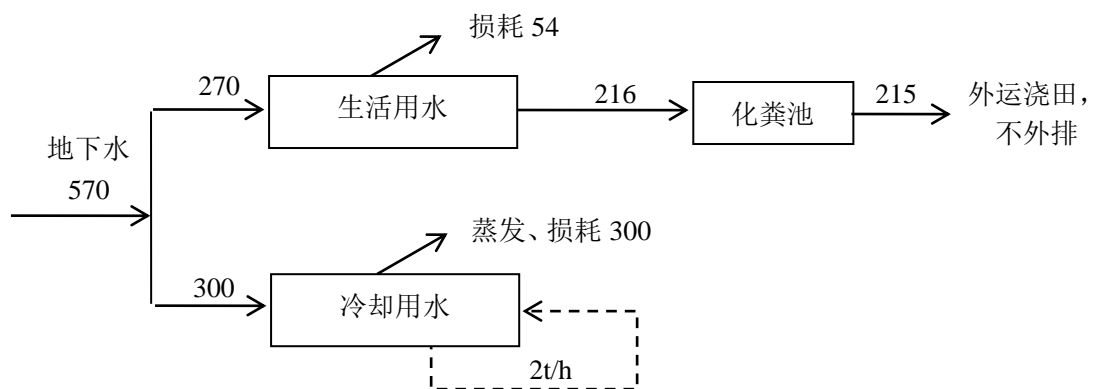 损耗 54
270
生活用水
216
化粪池
215
外运浇田，
不外排
地下水
570
蒸发、损耗 300
300
冷却用水
2t/h